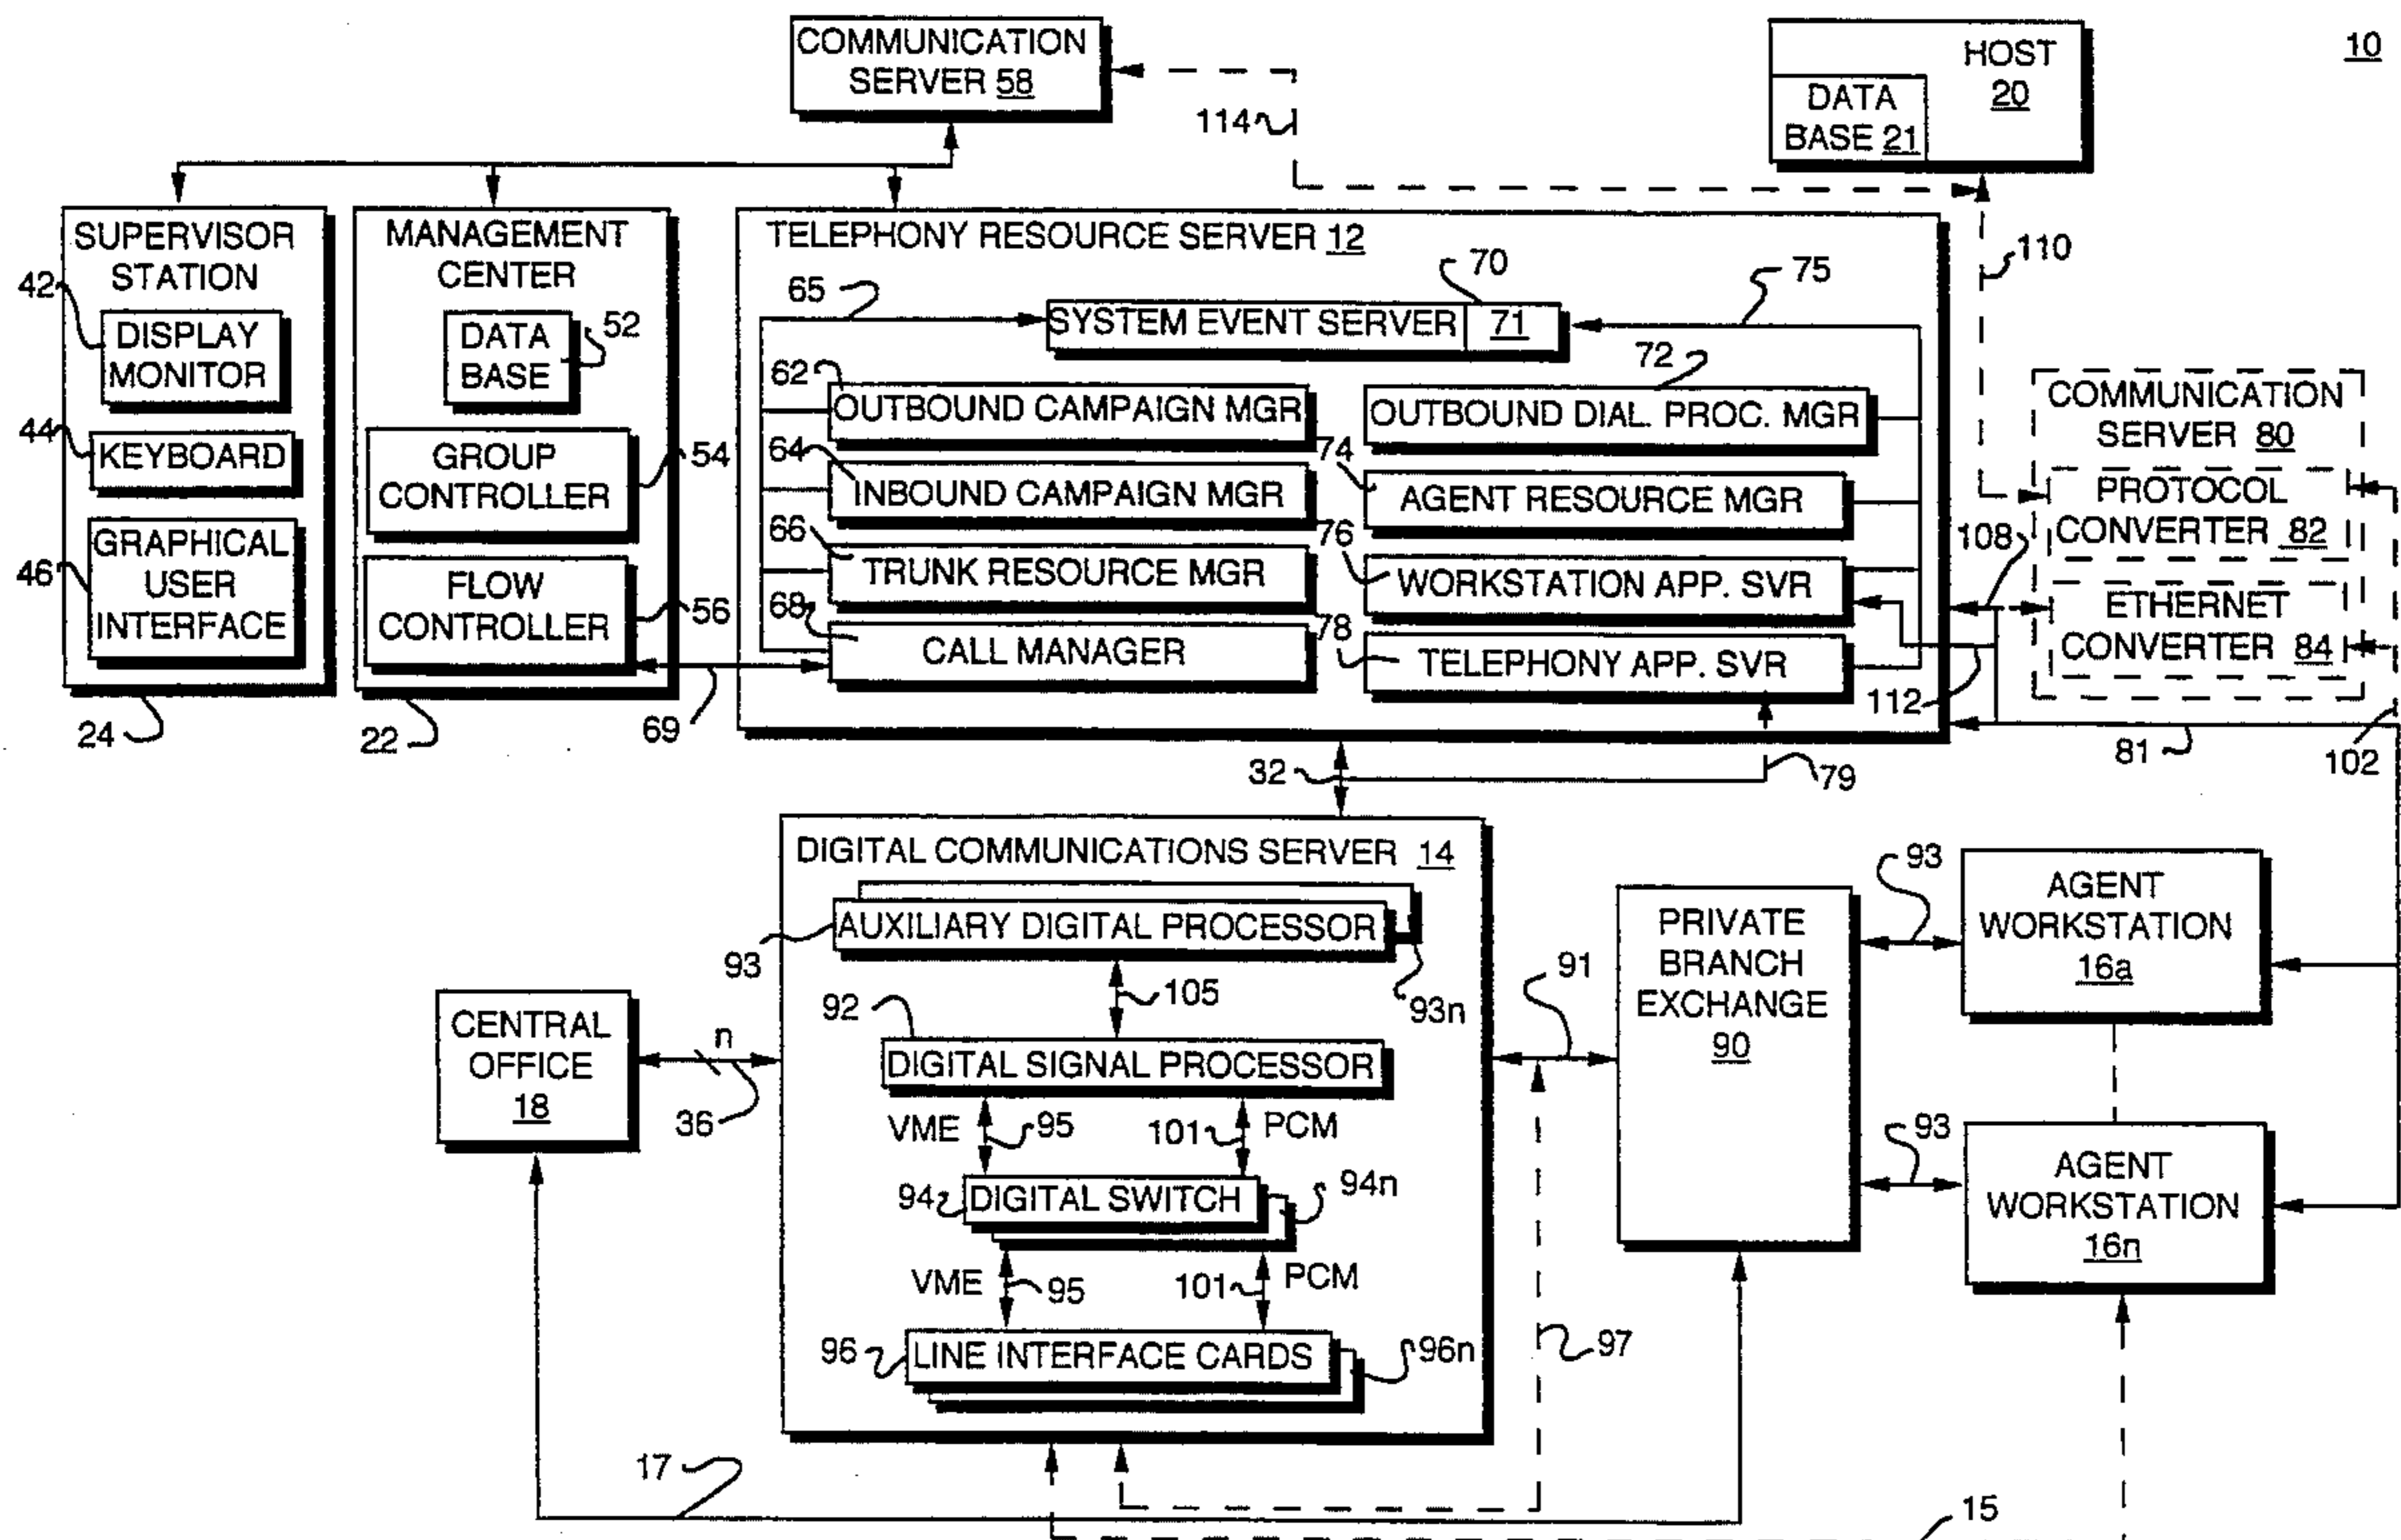 COMMUNICATION
SERVER 58
HOST
20
DATA
BASE 21
10
114
110
SUPERVISOR
STATION
42
DISPLAY
MONITOR
44
KEYBOARD
46
GRAPHICAL
USER
INTERFACE
24
MANAGEMENT
CENTER
DATA
BASE
52
GROUP
CONTROLLER
54
FLOW
CONTROLLER
56
22
69
TELEPHONY RESOURCE SERVER 12
65
70
75
SYSTEM EVENT SERVER 71
62
OUTBOUND CAMPAIGN MGR
64
INBOUND CAMPAIGN MGR
66
TRUNK RESOURCE MGR
68
CALL MANAGER
72
OUTBOUND DIAL. PROC. MGR
74
AGENT RESOURCE MGR
76
WORKSTATION APP. SVR
78
TELEPHONY APP. SVR
COMMUNICATION
SERVER 80
PROTOCOL
CONVERTER 82
108
ETHERNET
CONVERTER 84
112
81
102
32
79
DIGITAL COMMUNICATIONS SERVER 14
AUXILIARY DIGITAL PROCESSOR
93
93n
105
92
DIGITAL SIGNAL PROCESSOR
VME
95
101
PCM
94
DIGITAL SWITCH
94n
VME
95
101
PCM
96
LINE INTERFACE CARDS
96n
CENTRAL
OFFICE
18
n
36
91
97
PRIVATE
BRANCH
EXCHANGE
90
93
AGENT
WORKSTATION
16a
93
AGENT
WORKSTATION
16n
17
15